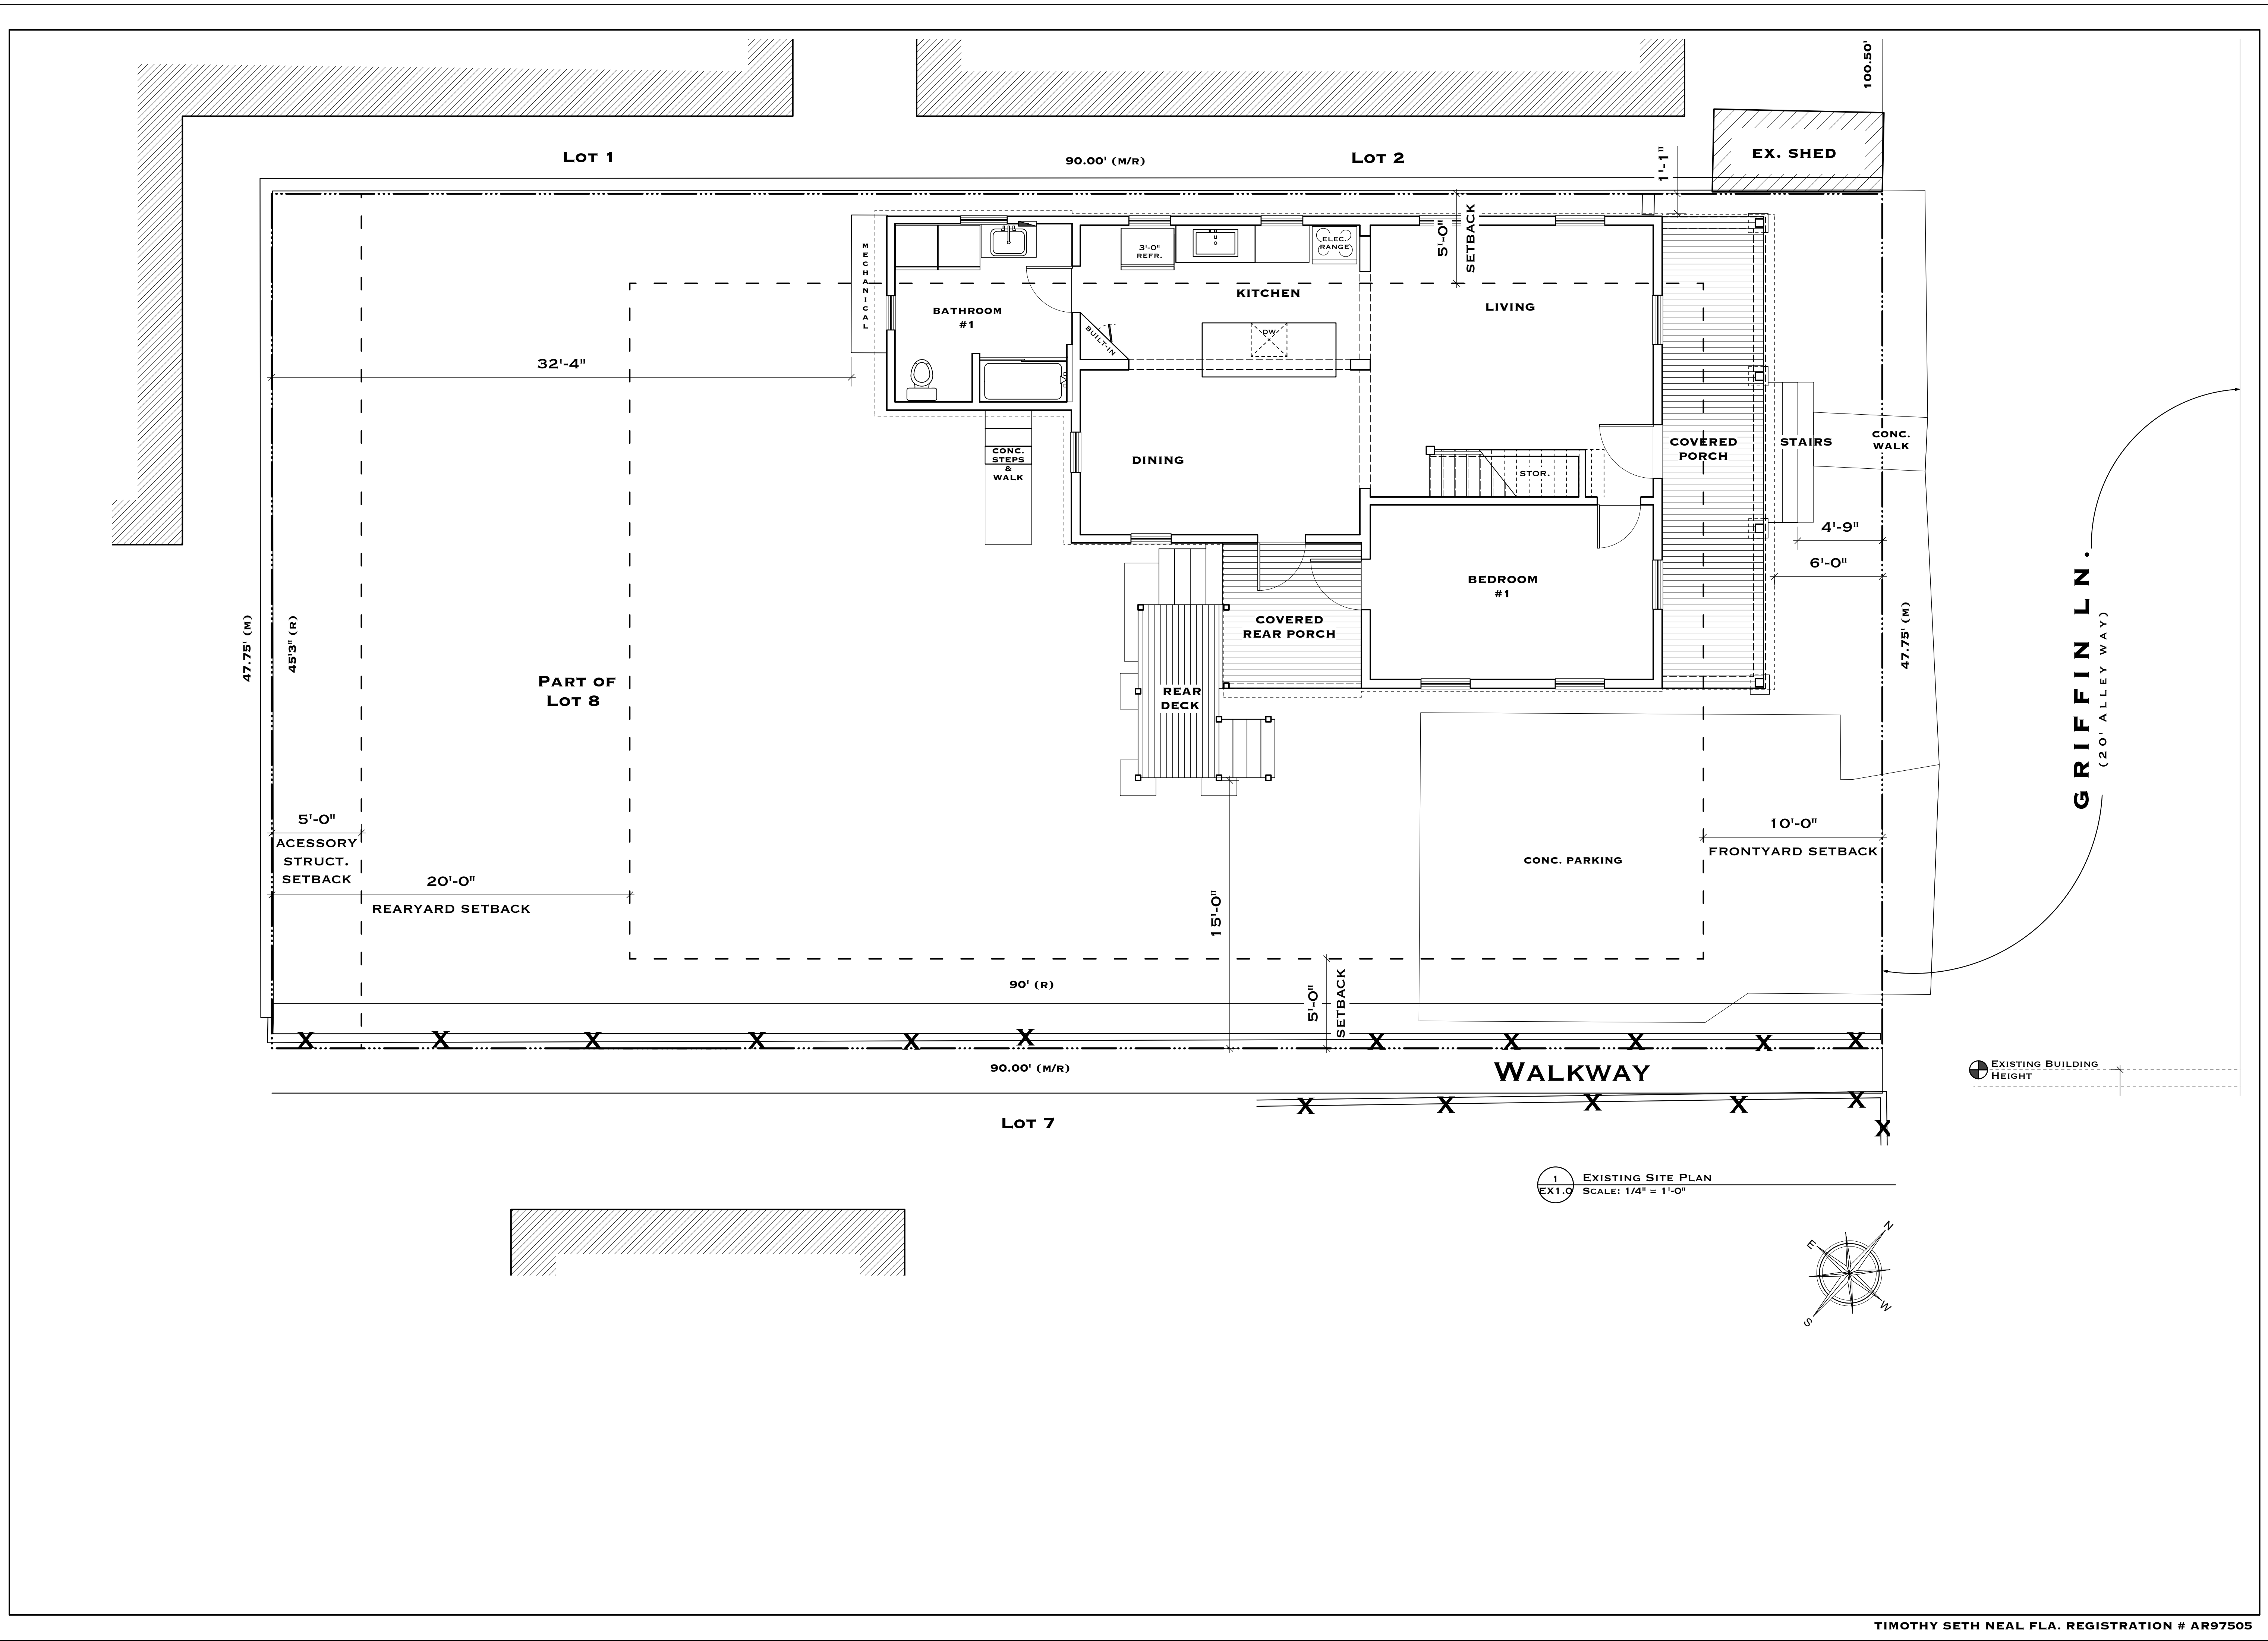 100.50'
Lot 1
90.00' (M/R)
Lot 2
1'-1"
EX. SHED
5'-0"
SETBACK
MECHANICAL
3'-0"
REFR.
ELEC.
RANGE
KITCHEN
LIVING
BATHROOM
#1
BUILT-IN
DW
32'-4"
COVERED
PORCH
STAIRS
CONC.
WALK
CONC.
STEPS
&
WALK
DINING
STOR.
4'-9"
6'-0"
BEDROOM
#1
COVERED
REAR PORCH
47.75' (M)
45'3" (R)
47.75' (M)
GRIFFIN LN.
(20' ALLEY WAY)
Part of
Lot 8
REAR
DECK
5'-0"
ACESSORY
STRUCT.
SETBACK
10'-0"
FRONTYARD SETBACK
CONC. PARKING
20'-0"
REARYARD SETBACK
15'-0"
90' (R)
5'-0"
SETBACK
X X X X X X X X X X X
90.00' (M/R)
Walkway
Existing Building
Height
X X X X X
X
Lot 7
1
EX1.0
Existing Site Plan
Scale: 1/4" = 1'-0"
N
E
W
S
TIMOTHY SETH NEAL FLA. REGISTRATION # AR97505